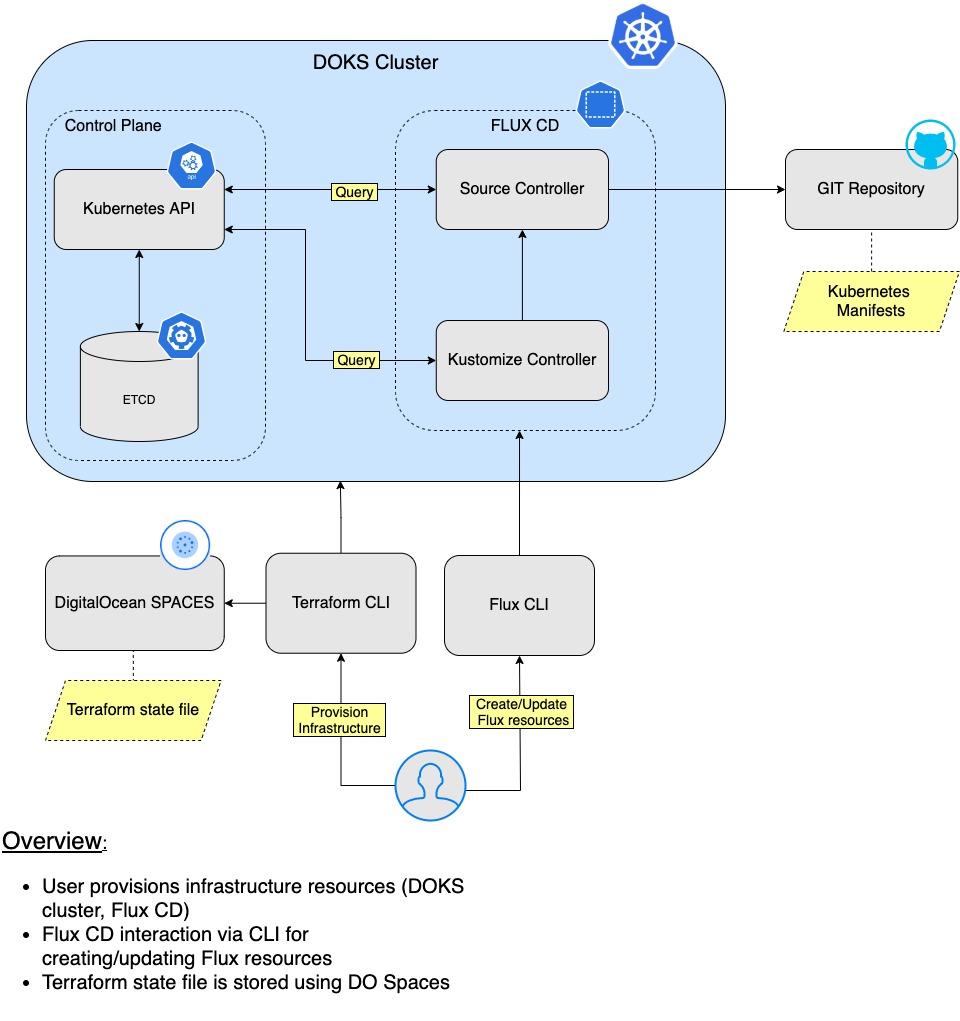 DOKS Cluster
Control Plane
FLUX CD
api
Kubernetes API
Query
Source Controller
GIT Repository
Kubernetes
Manifests
Query
Kustomize Controller
ETCD
DigitalOcean SPACES
Terraform CLI
Flux CLI
Terraform state file
Provision
Infrastructure
Create/Update
Flux resources
Overview:
• User provisions infrastructure resources (DOKS
cluster, Flux CD)
• Flux CD interaction via CLI for
creating/updating Flux resources
• Terraform state file is stored using DO Spaces